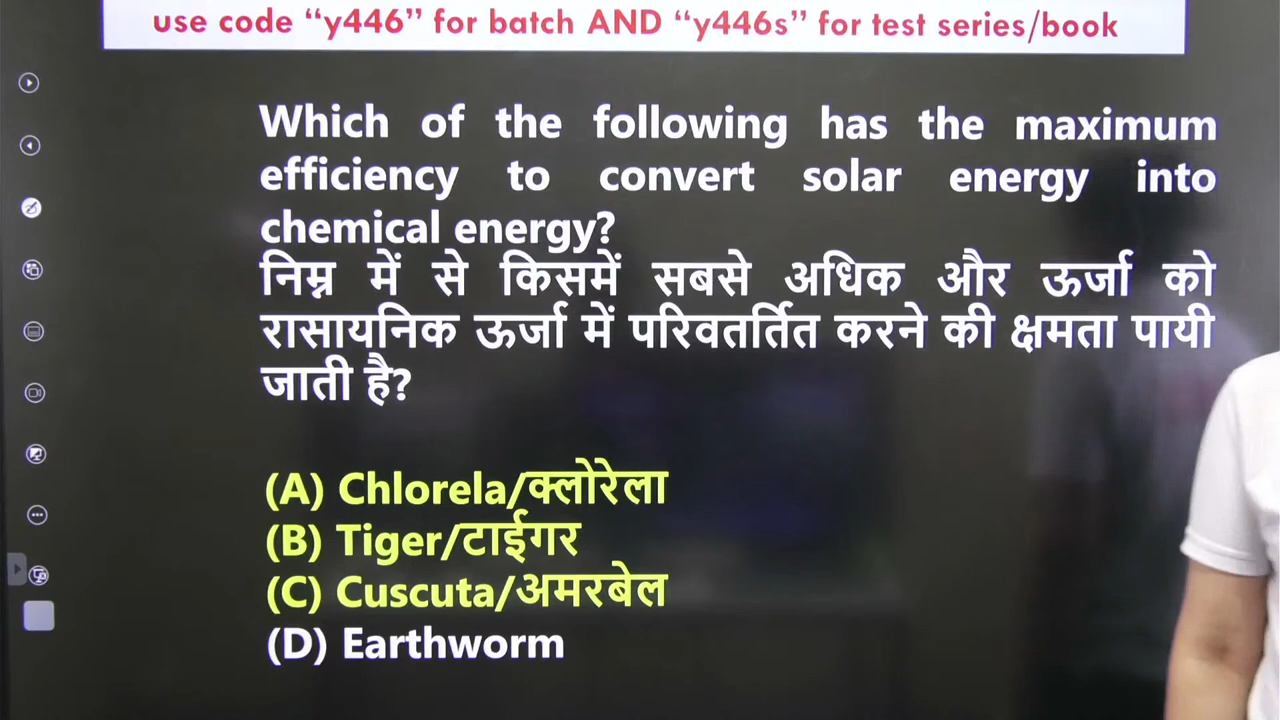 use code “y446” for batch AND “y446s” for test series/book
Which of the following has the maximum
efficiency to convert solar energy into
chemical energy?
निम्न में से किसमें सबसे अधिक और ऊर्जा को
रासायनिक ऊर्जा में परिवतर्तित करने की क्षमता पायी
जाती है?
(A) Chlorela/क्लोरेला
(B) Tiger/टाईगर
(C) Cuscuta/अमरबेल
(D) Earthworm